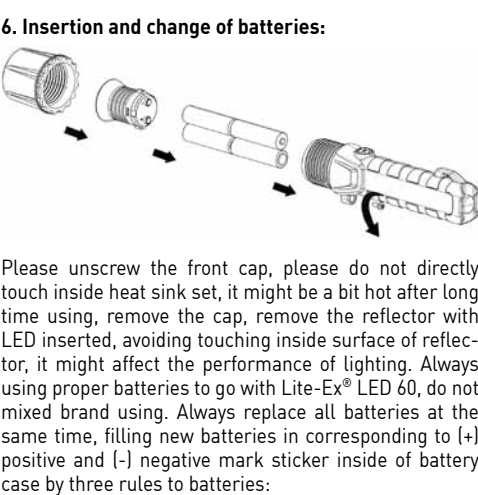 6. Insertion and change of batteries:
Please unscrew the front cap, please do not directly
touch inside heat sink set, it might be a bit hot after long
time using, remove the cap, remove the reflector with
LED inserted, avoiding touching inside surface of reflec-
tor, it might affect the performance of lighting. Always
using proper batteries to go with Lite-Ex® LED 60, do not
mixed brand using. Always replace all batteries at the
same time, filling new batteries in corresponding to (+)
positive and (-) negative mark sticker inside of battery
case by three rules to batteries: